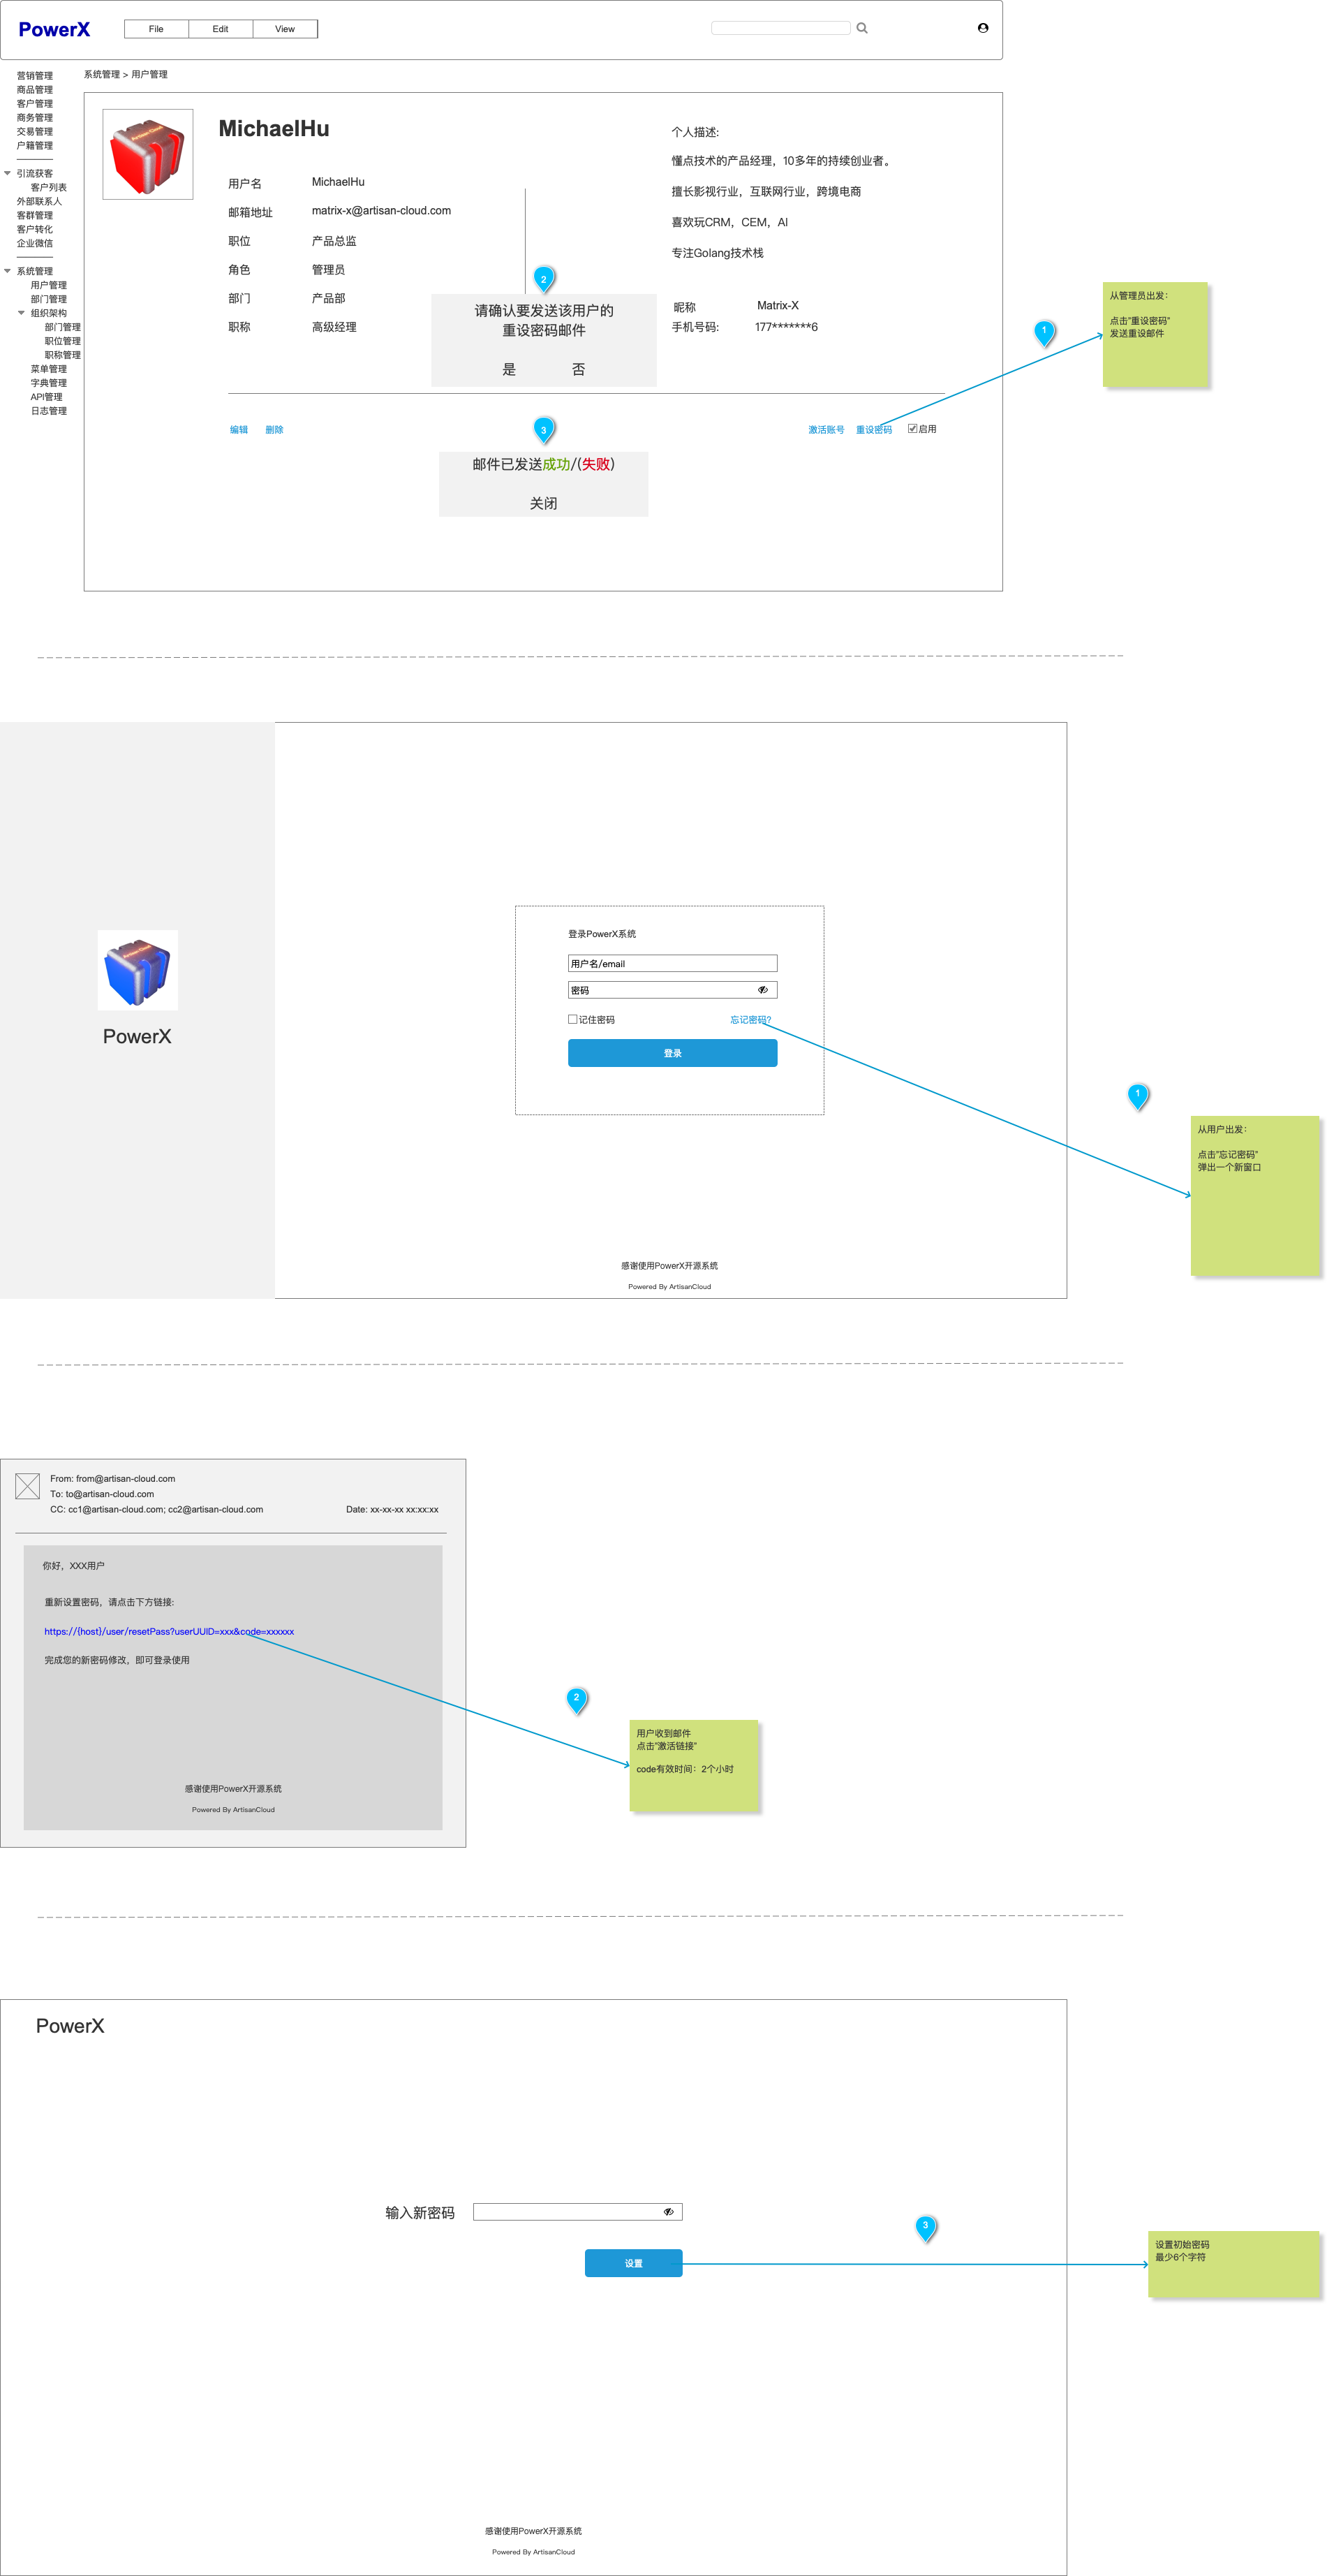 PowerX
File
Edit
View
营销管理
商品管理
客户管理
商务管理
交易管理
户籍管理
引流获客
客户列表
外部联系人
客群管理
客户转化
企业微信
系统管理
用户管理
部门管理
组织架构
部门管理
职位管理
职称管理
菜单管理
字典管理
API管理
日志管理
系统管理 > 用户管理
MichaelHu
用户名 MichaelHu
邮箱地址 matrix-x@artisan-cloud.com
职位 产品总监
角色 管理员
部门 产品部
职称 高级经理
个人描述:
懂点技术的产品经理，10多年的持续创业者。
擅长影视行业，互联网行业，跨境电商
喜欢玩CRM，CEM，AI
专注Golang技术栈
昵称 Matrix-X
手机号码: 177*******6
2
请确认要发送该用户的
重设密码邮件
是 否
编辑 删除
激活账号 重设密码 启用
3
邮件已发送成功/(失败)
关闭
1
从管理员出发：
点击"重设密码"
发送重设邮件
PowerX
登录PowerX系统
用户名/email
密码
记住密码 忘记密码?
登录
感谢使用PowerX开源系统
Powered By ArtisanCloud
1
从用户出发：
点击"忘记密码"
弹出一个新窗口
From: from@artisan-cloud.com
To: to@artisan-cloud.com
CC: cc1@artisan-cloud.com; cc2@artisan-cloud.com Date: xx-xx-xx xx:xx:xx
你好，XXX用户
重新设置密码，请点击下方链接:
https://{host}/user/resetPass?userUUID=xxx&code=xxxxxx
完成您的新密码修改，即可登录使用
感谢使用PowerX开源系统
Powered By ArtisanCloud
2
用户收到邮件
点击"激活链接"
code有效时间：2个小时
PowerX
输入新密码
设置
3
设置初始密码
最少6个字符
感谢使用PowerX开源系统
Powered By ArtisanCloud